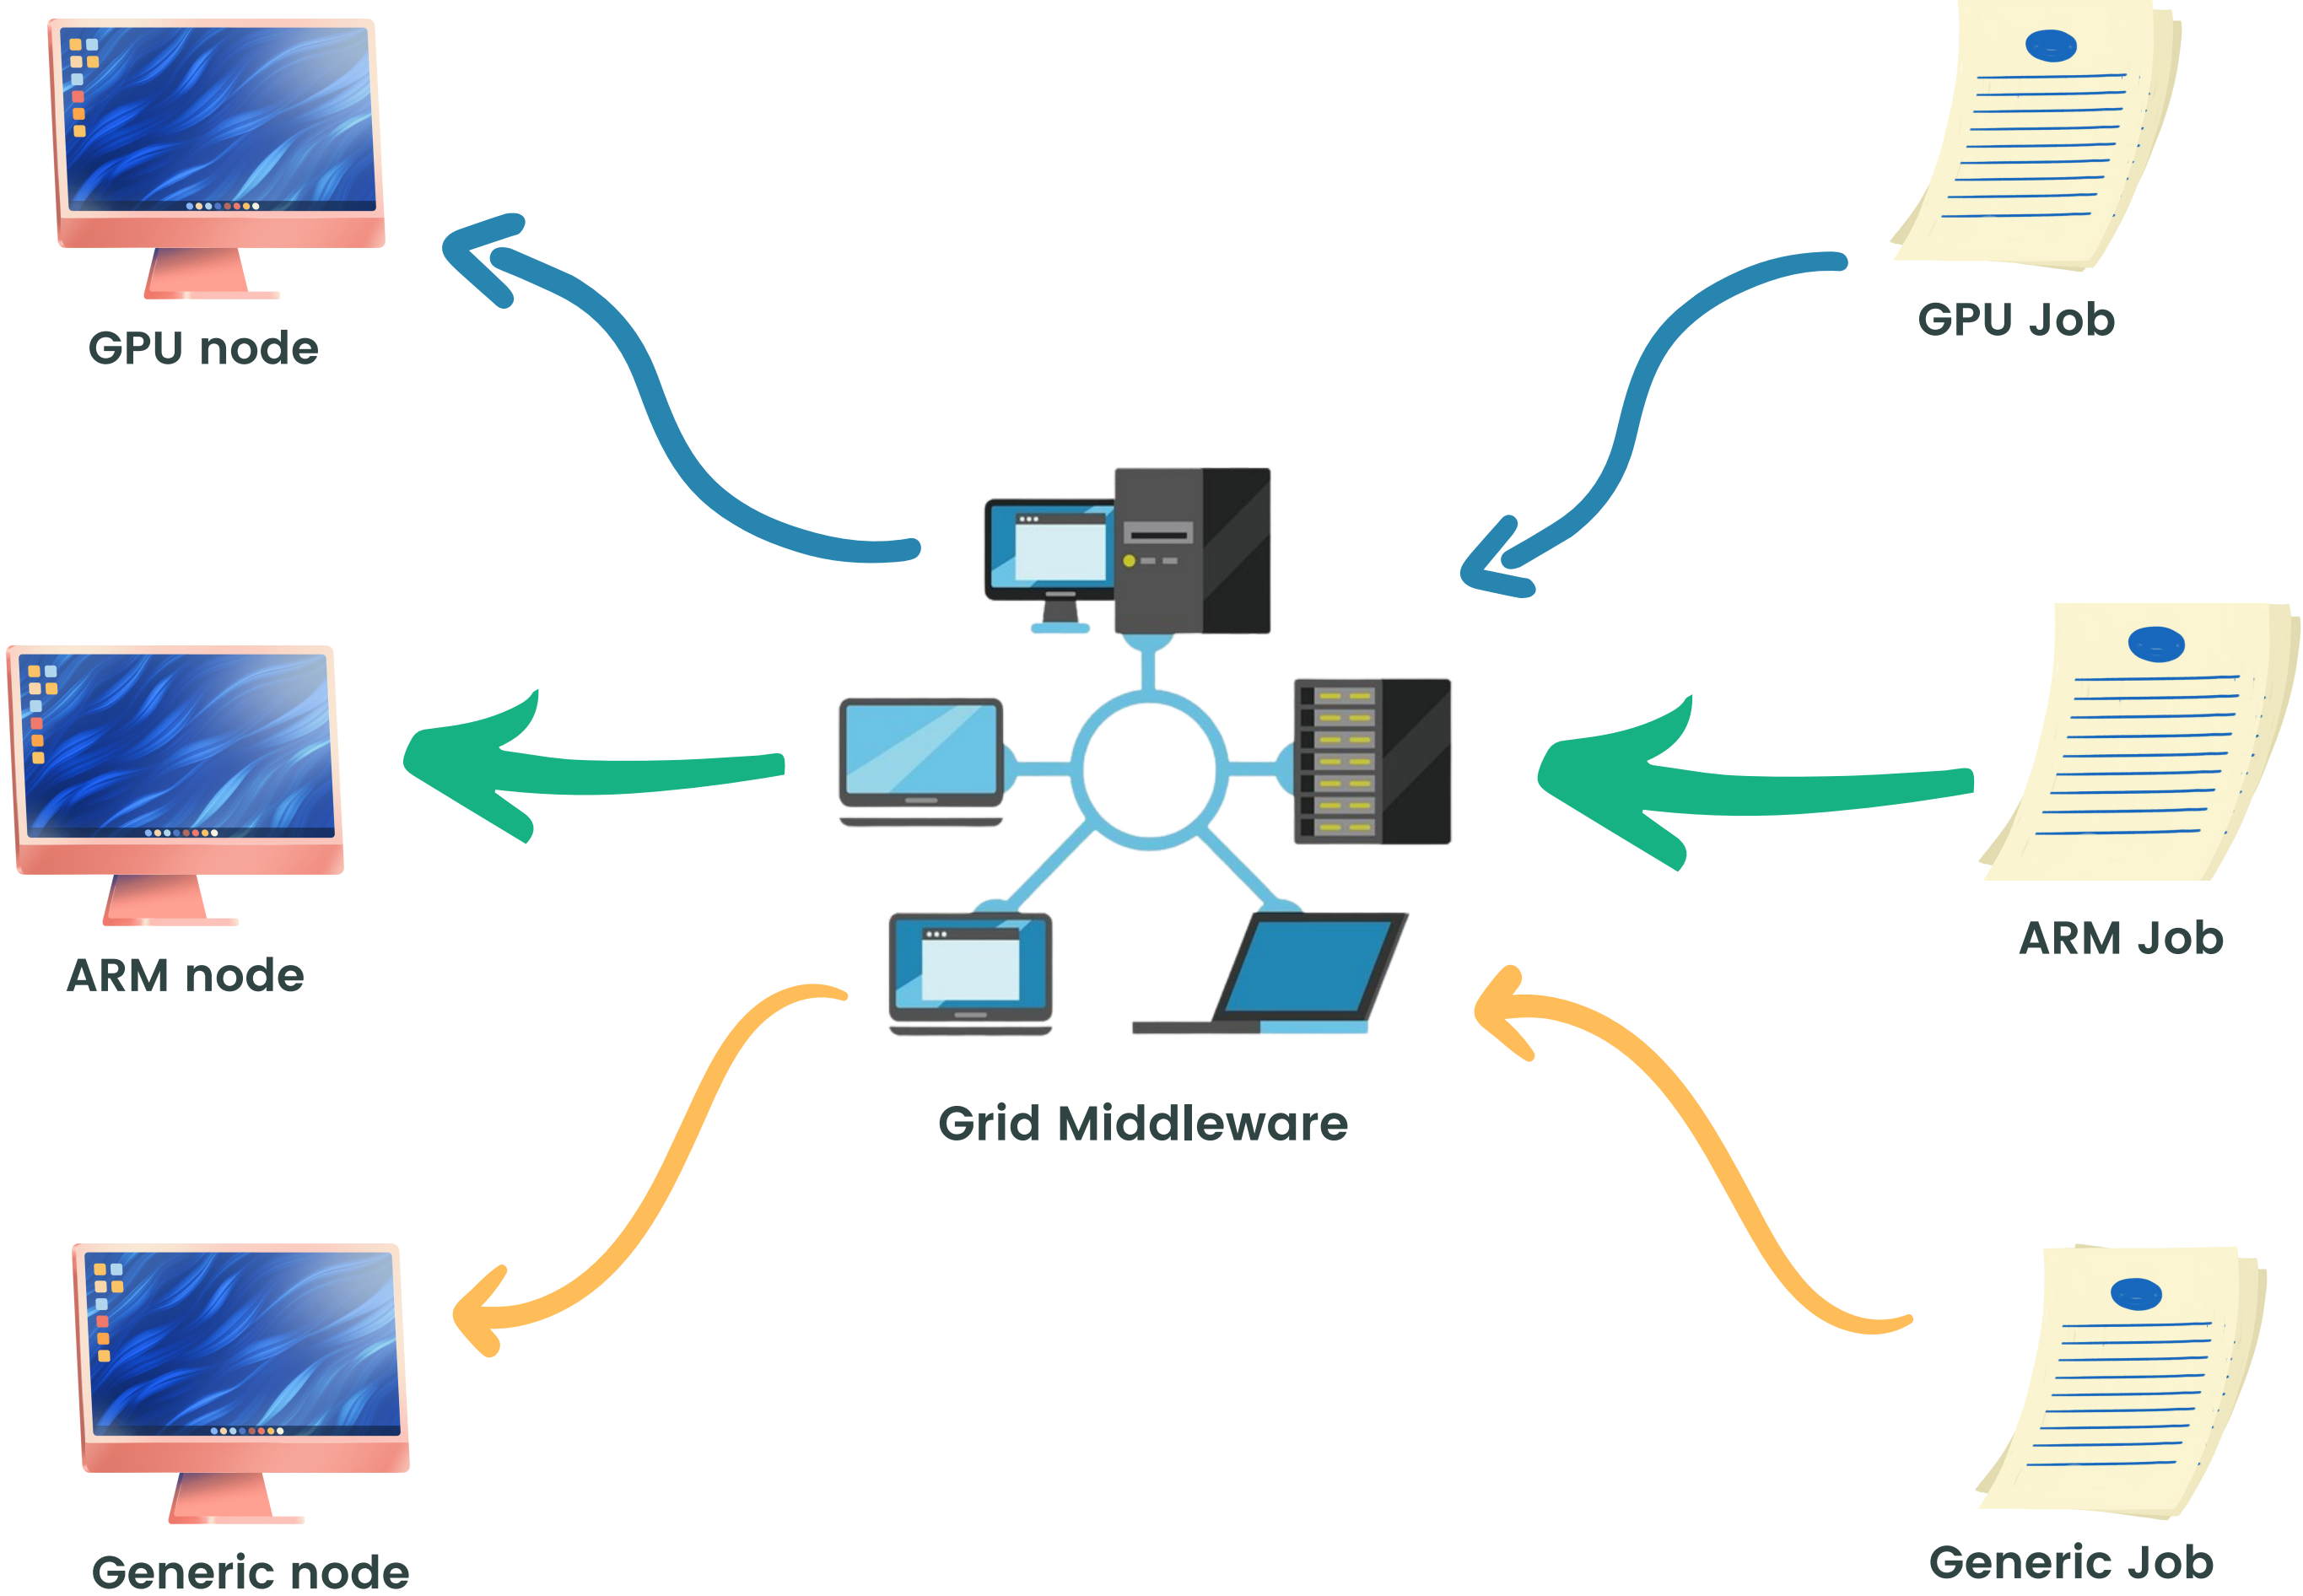 GPU node
GPU Job
ARM node
ARM Job
Grid Middleware
Generic node
Generic Job